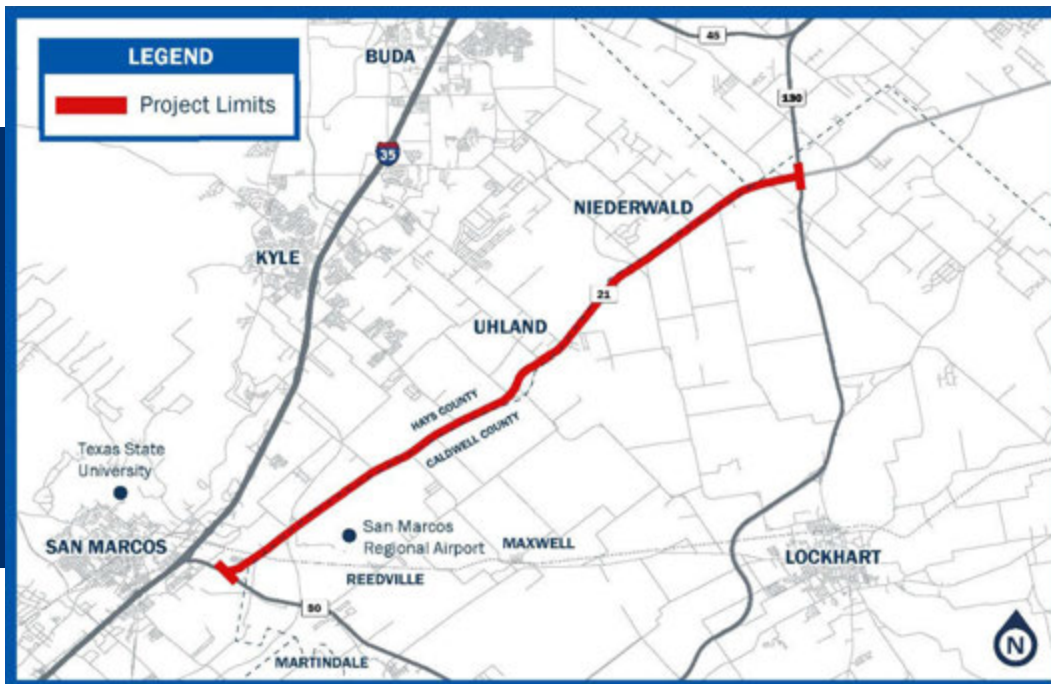 LEGEND
Project Limits
BUDA
45
130
35
NIEDERWALD
KYLE
21
UHLAND
HAYS COUNTY
CALDWELL COUNTY
Texas State
University
San Marcos
Regional Airport
SAN MARCOS
MAXWELL
LOCKHART
REEDVILLE
80
MARTINDALE
N